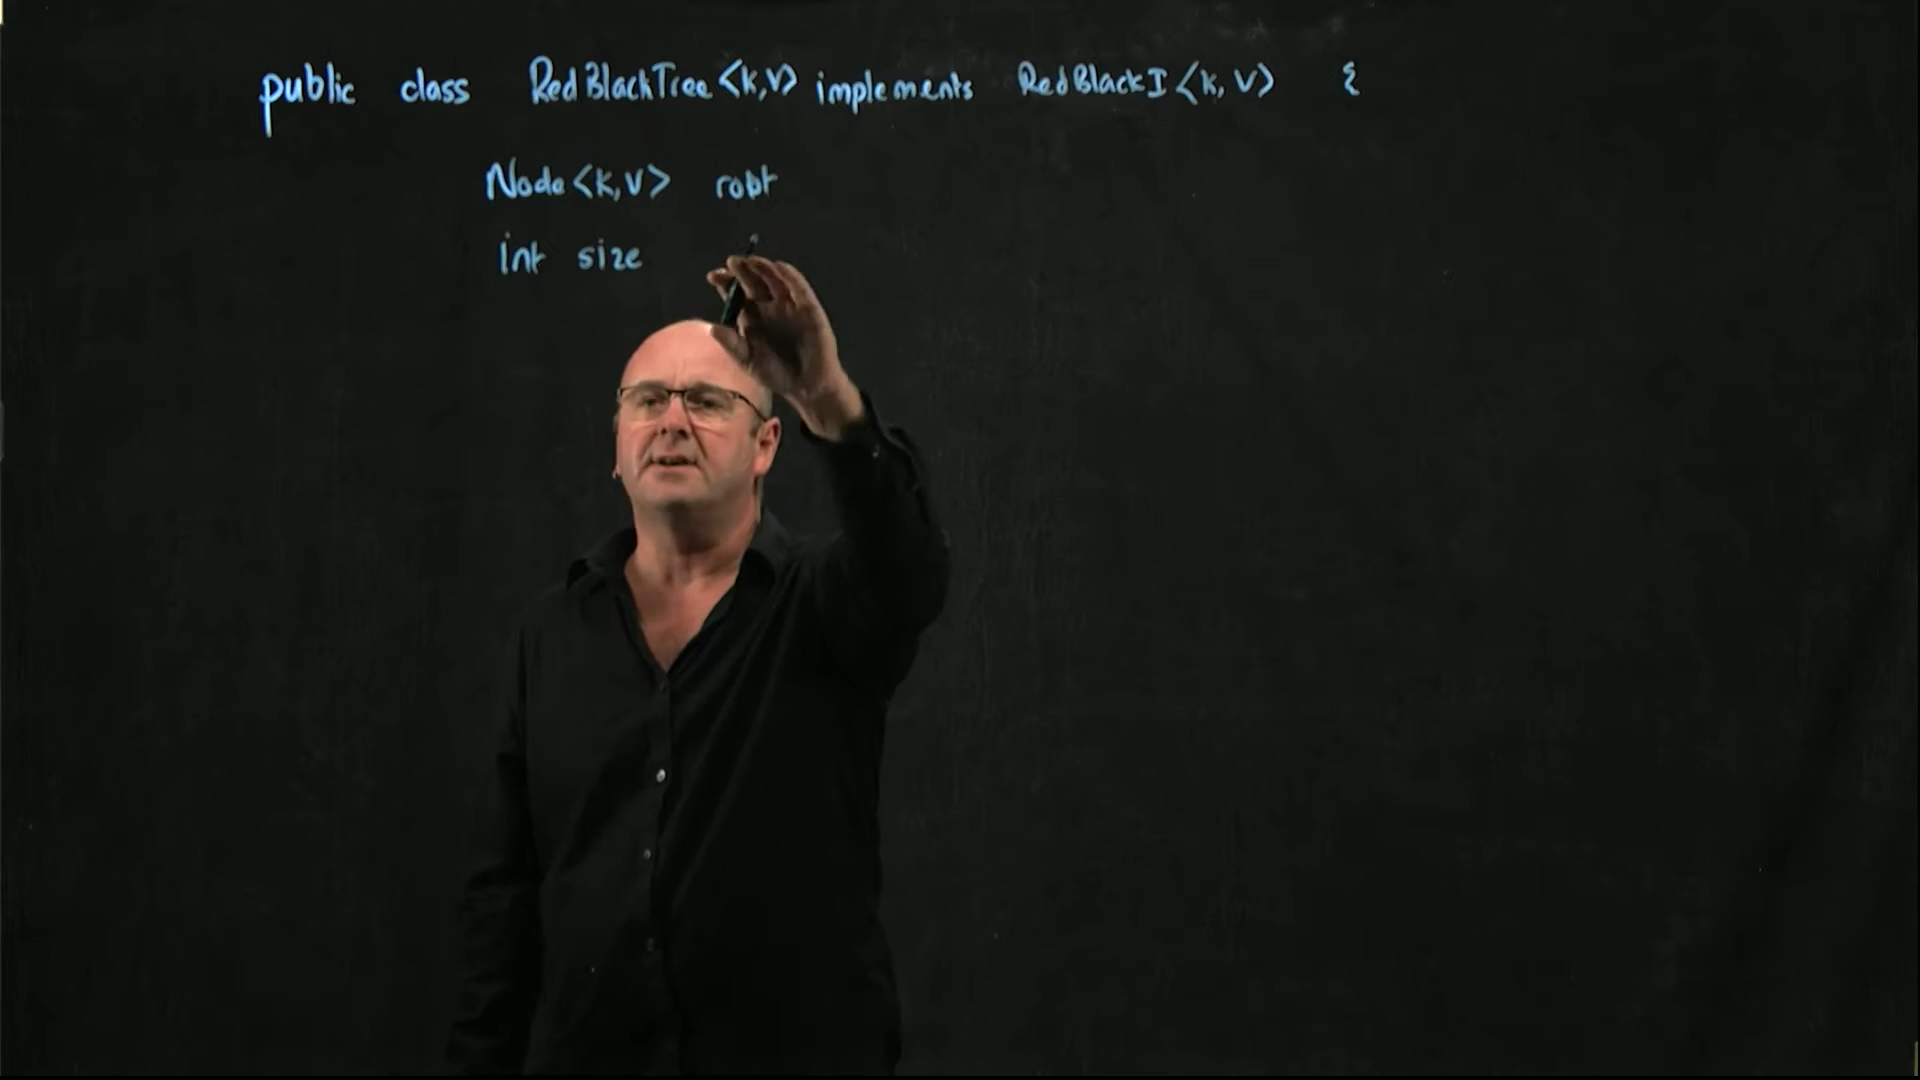 public class RedBlackTree <K,V> implements RedBlackI <K, V> {
Node <K,V> root
int size